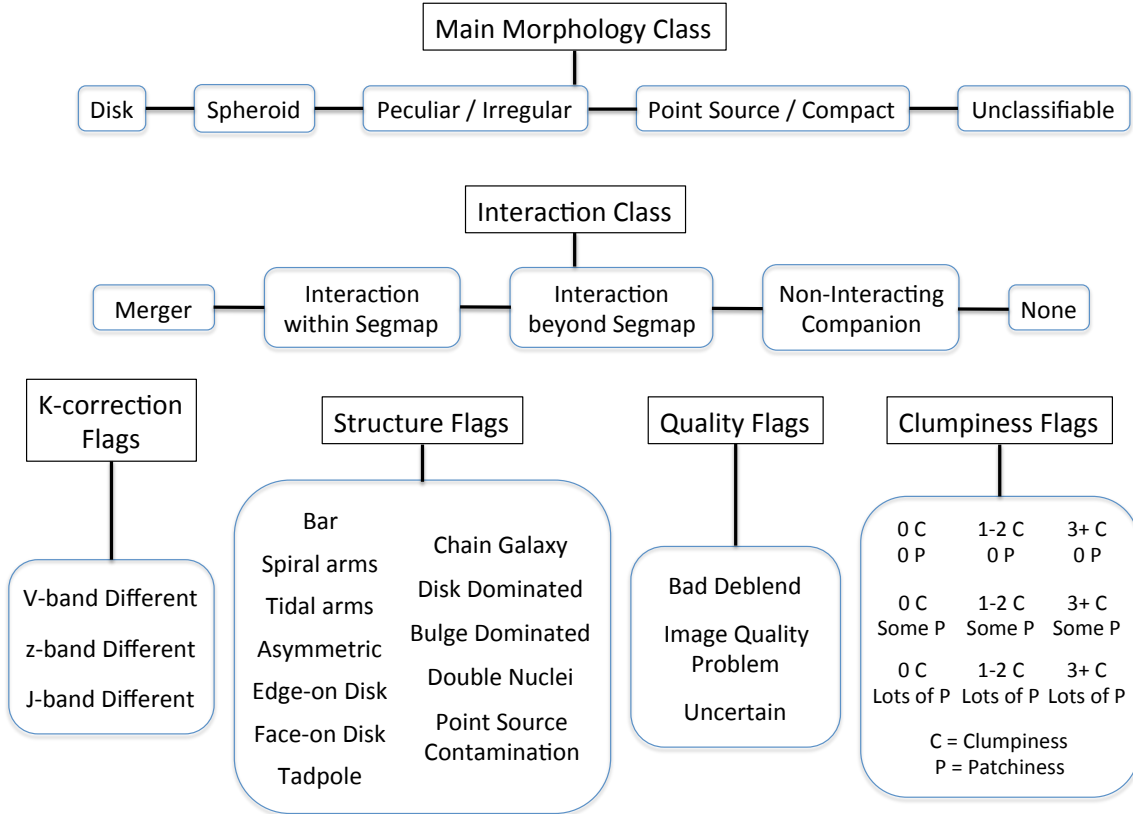 Main Morphology Class
Disk
Spheroid
Peculiar / Irregular
Point Source / Compact
Unclassifiable
Interaction Class
Merger
Interaction
within Segmap
Interaction
beyond Segmap
Non-Interacting
Companion
None
K-correction
Flags
V-band Different
z-band Different
J-band Different
Structure Flags
Bar
Spiral arms
Tidal arms
Asymmetric
Edge-on Disk
Face-on Disk
Tadpole
Chain Galaxy
Disk Dominated
Bulge Dominated
Double Nuclei
Point Source
Contamination
Quality Flags
Bad Deblend
Image Quality
Problem
Uncertain
Clumpiness Flags
0 C 1-2 C 3+ C
0 P 0 P 0 P
0 C 1-2 C 3+ C
Some P Some P Some P
0 C 1-2 C 3+ C
Lots of P Lots of P Lots of P
C = Clumpiness
P = Patchiness